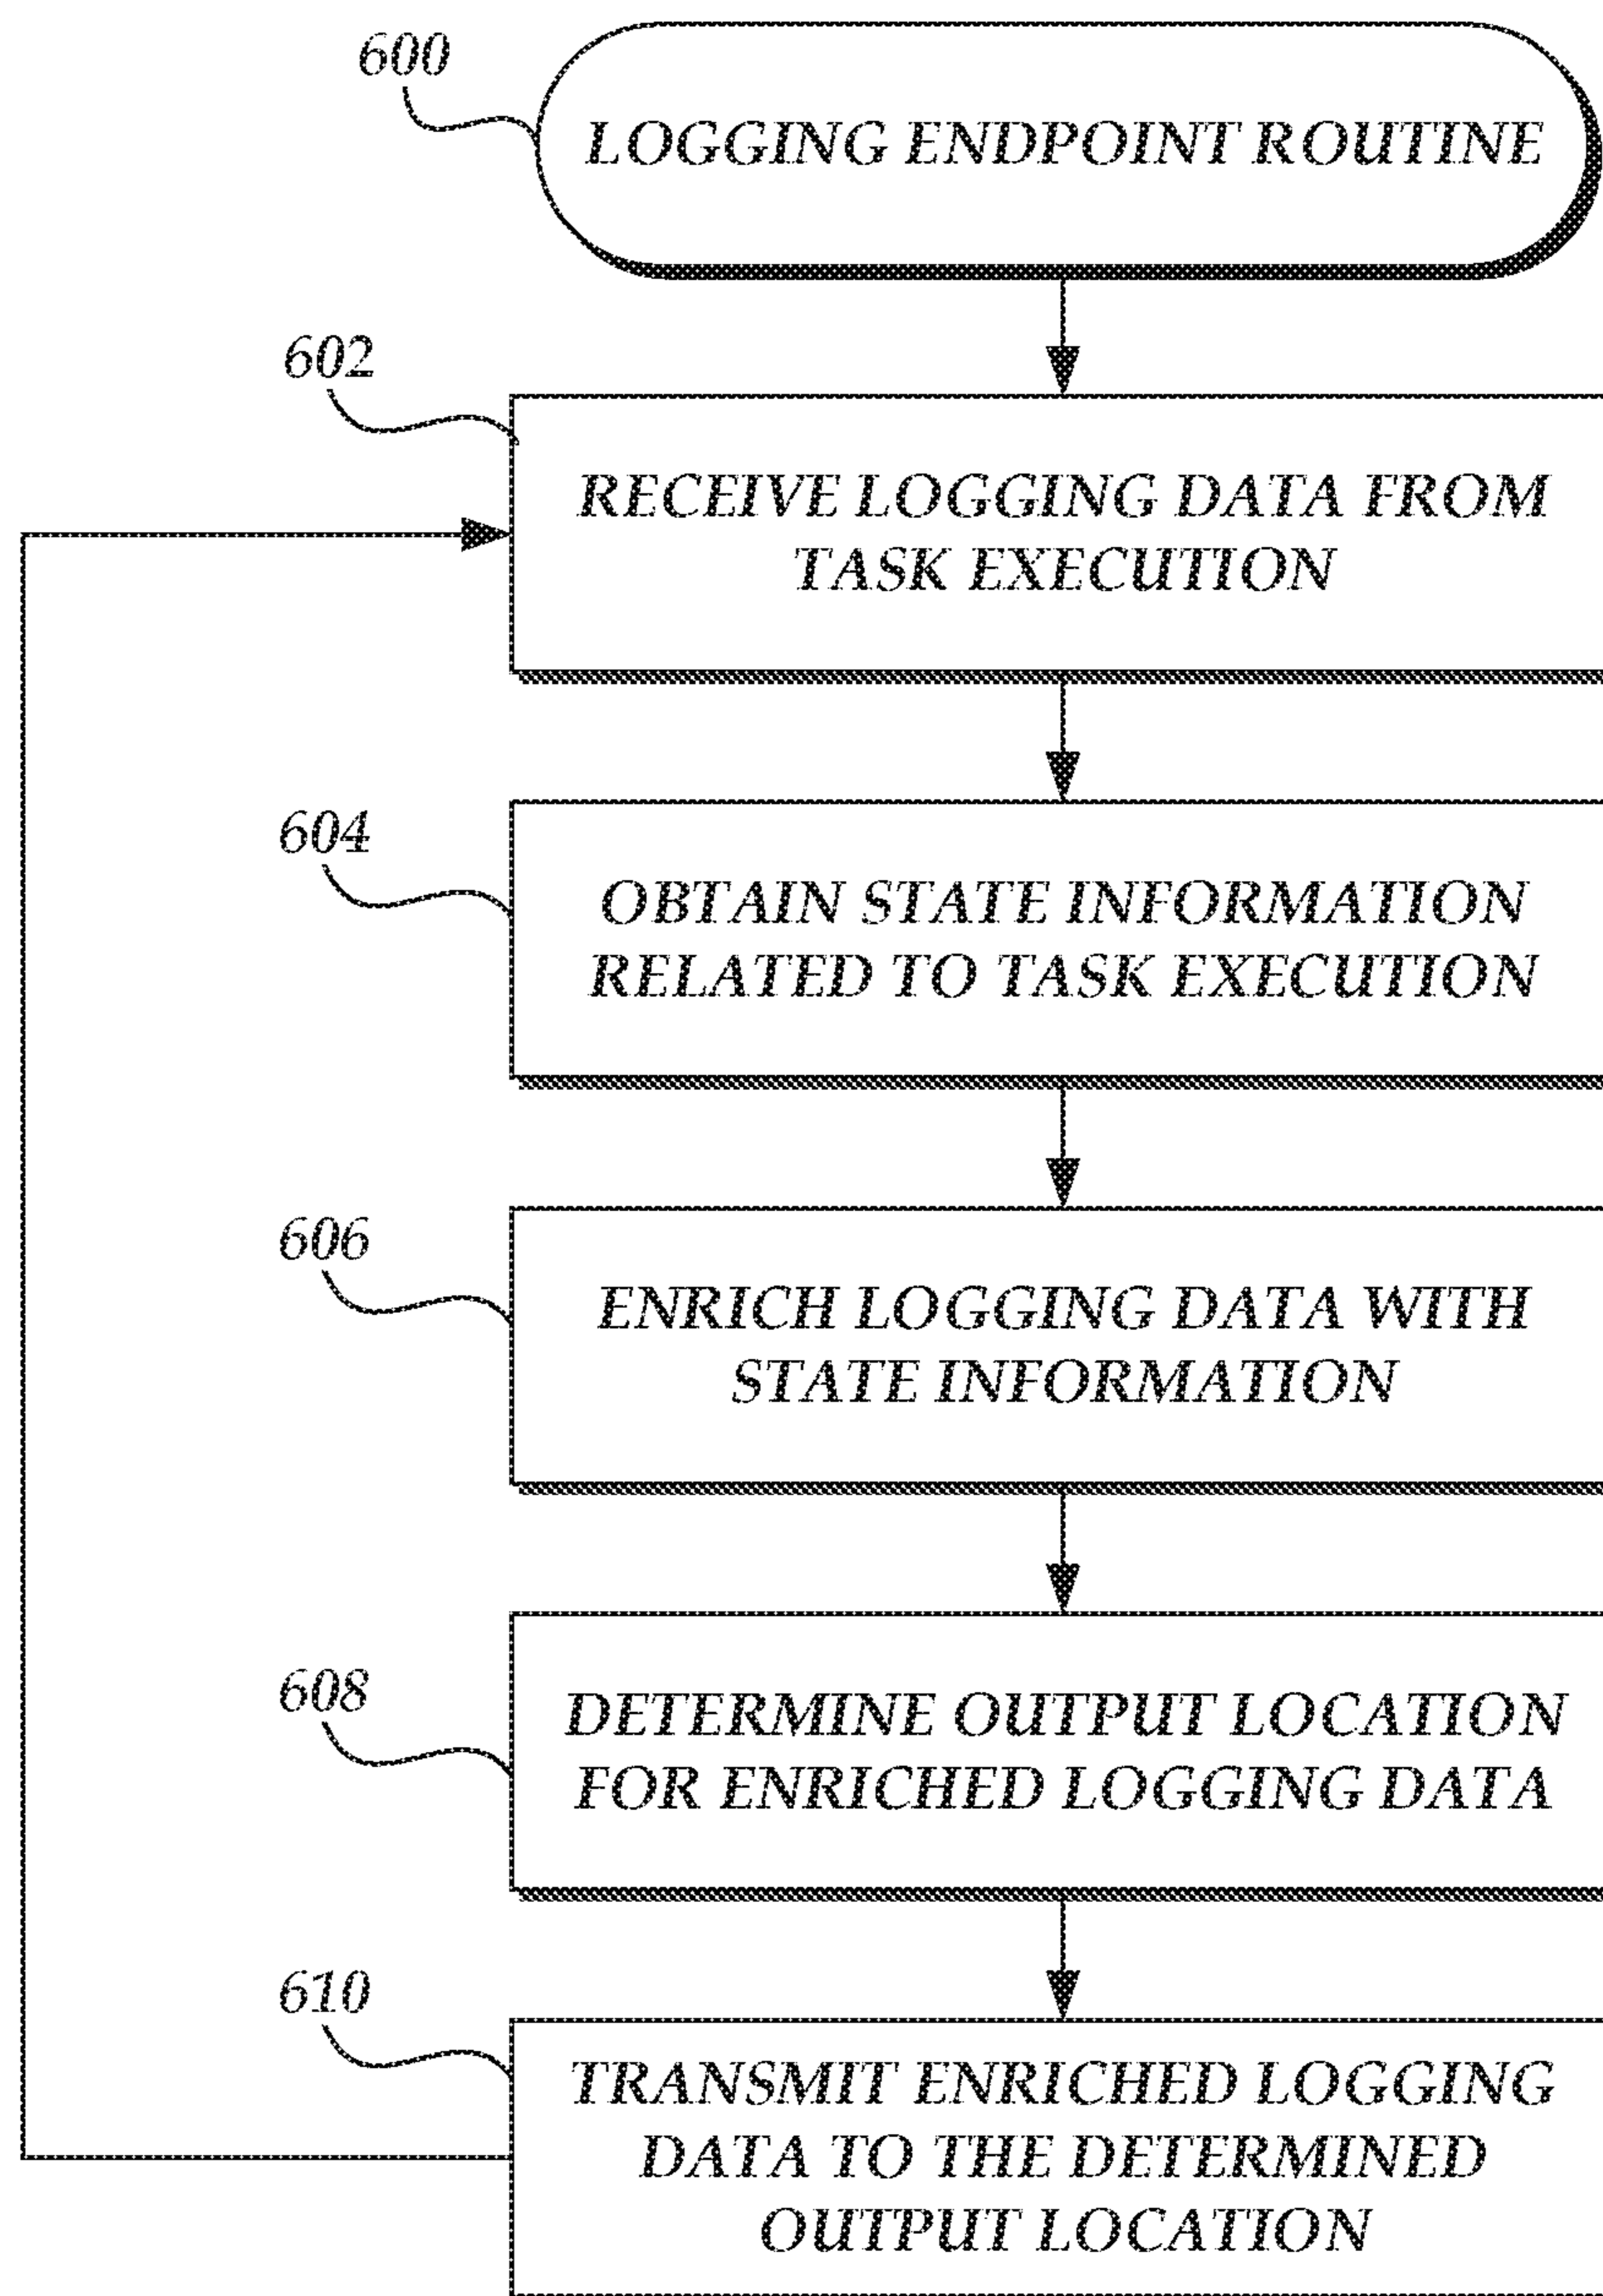 600
LOGGING ENDPOINT ROUTINE
602
RECEIVE LOGGING DATA FROM
TASK EXECUTION
604
OBTAIN STATE INFORMATION
RELATED TO TASK EXECUTION
606
ENRICH LOGGING DATA WITH
STATE INFORMATION
608
DETERMINE OUTPUT LOCATION
FOR ENRICHED LOGGING DATA
610
TRANSMIT ENRICHED LOGGING
DATA TO THE DETERMINED
OUTPUT LOCATION